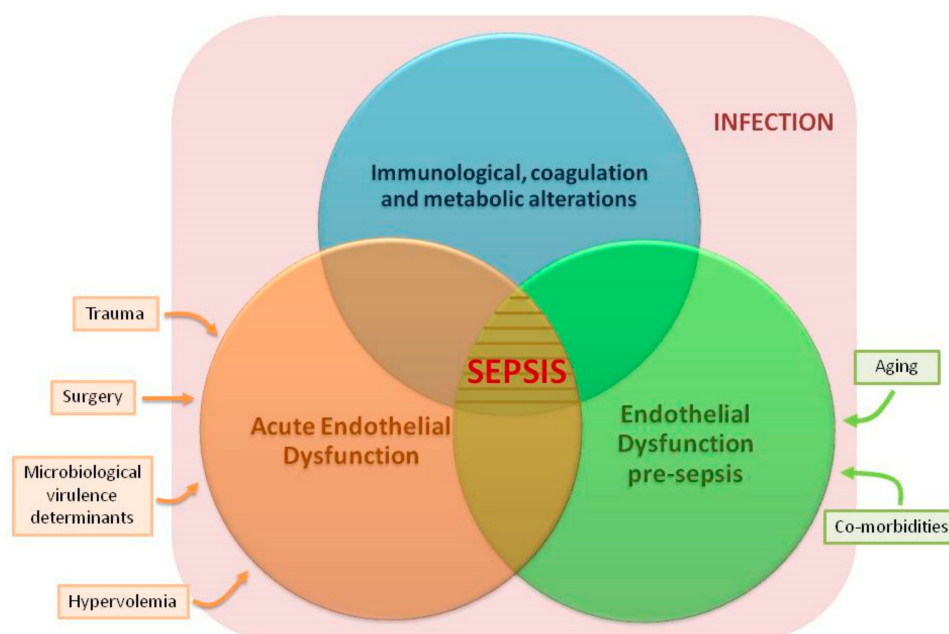 INFECTION
Immunological, coagulation
and metabolic alterations
Trauma
Surgery
Microbiological
virulence
determinants
Hypervolemia
Acute Endothelial
Dysfunction
SEPSIS
Endothelial
Dysfunction
pre-sepsis
Aging
Co-morbidities